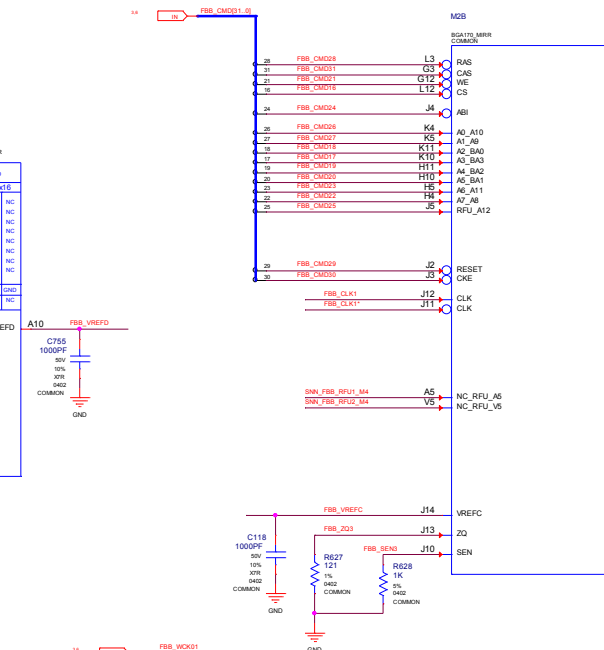 IN
FBB_CMD[31..0]
M2B
BGA170_MIRR
COMMON
28 FBB_CMD28 L3 RAS
31 FBB_CMD31 G3 CAS
21 FBB_CMD21 G12 WE
16 FBB_CMD16 L12 CS
24 FBB_CMD24 J4 ABI
26 FBB_CMD26 K4 A0_A10
27 FBB_CMD27 K5 A1_A9
18 FBB_CMD18 K11 A2_BA0
17 FBB_CMD17 K10 A3_BA3
19 FBB_CMD19 H11 A4_BA2
20 FBB_CMD20 H10 A5_BA1
23 FBB_CMD23 H5 A6_A11
22 FBB_CMD22 H4 A7_A8
25 FBB_CMD25 J5 RFU_A12
x16
NC
NC
NC
NC
NC
NC
NC
NC
GND
NC
29 FBB_CMD29 J2 RESET
30 FBB_CMD30 J3 CKE
FBB_CLK1 J12 CLK
FBB_CLK1* J11 CLK
EFD A10 FBB_VREFD
C755
1000PF
50V
10%
X7R
0402
COMMON
GND
SNN_FBB_RFU1_M4 A5 NC_RFU_A5
SNN_FBB_RFU2_M4 V5 NC_RFU_V5
FBB_VREFC J14 VREFC
FBB_ZQ3 J13 ZQ
FBB_SEN3 J10 SEN
C118
1000PF
50V
10%
X7R
0402
COMMON
GND
R627
121
1%
0402
COMMON
R628
1K
5%
0402
COMMON
GND
FBB_WCK01